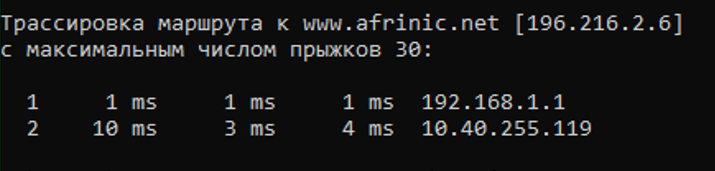 Трассировка маршрута к www.afrinic.net [196.216.2.6]
с максимальным числом прыжков 30:
1 1 ms 1 ms 1 ms 192.168.1.1
2 10 ms 3 ms 4 ms 10.40.255.119